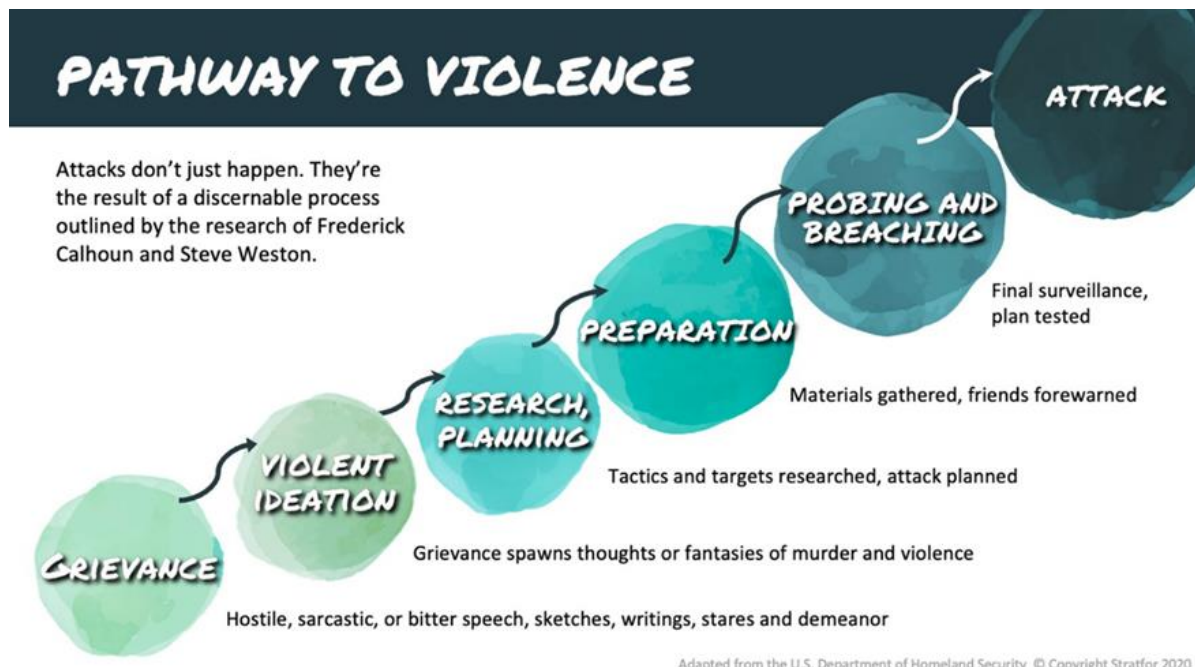 PATHWAY TO VIOLENCE
ATTACK
Attacks don't just happen. They're
the result of a discernable process
outlined by the research of Frederick
Calhoun and Steve Weston.
PROBING AND
BREACHING
Final surveillance,
plan tested
PREPARATION
Materials gathered, friends forewarned
RESEARCH,
PLANNING
Tactics and targets researched, attack planned
VIOLENT
IDEATION
Grievance spawns thoughts or fantasies of murder and violence
GRIEVANCE
Hostile, sarcastic, or bitter speech, sketches, writings, stares and demeanor
Adapted from the U.S. Department of Homeland Security. © Copyright Stratfor 2020